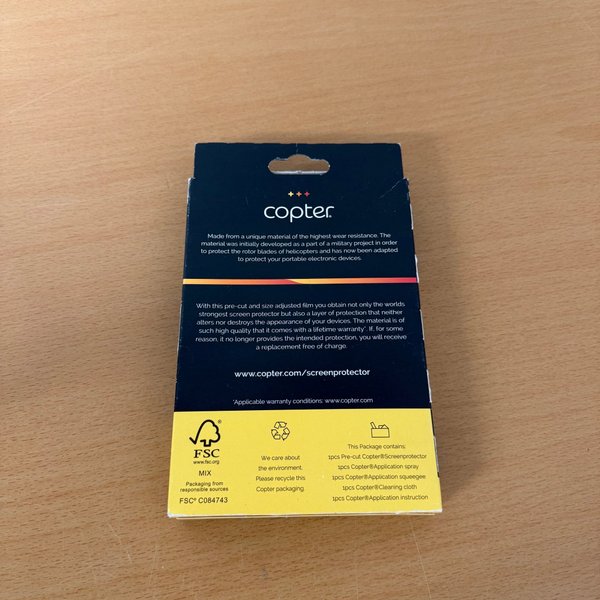 copter
Made from a unique material of the highest wear resistance. The
material was initially developed as a part of a military project in order
to protect the rotor blades of helicopters and has now been adapted
to protect your portable electronic devices.
With this pre-cut and size adjusted film you obtain not only the worlds
strongest screen protector but also a layer of protection that neither
alters nor destroys the appearance of your devices. The material is of
such high quality that it comes with a lifetime warranty*. If, for some
reason, it no longer provides the intended protection, you will receive
a replacement free of charge.
www.copter.com/screenprotector
*Applicable warranty conditions: www.copter.com
FSC
www.fsc.org
MIX
Packaging from
responsible sources
FSC® C084743
We care about
the environment.
Please recycle this
Copter packaging.
This Package contains:
1pcs Pre-cut Copter®Screenprotector
1pcs Copter®Application spray
1pcs Copter®Application squeegee
1pcs Copter®Cleaning cloth
1pcs Copter®Application instruction